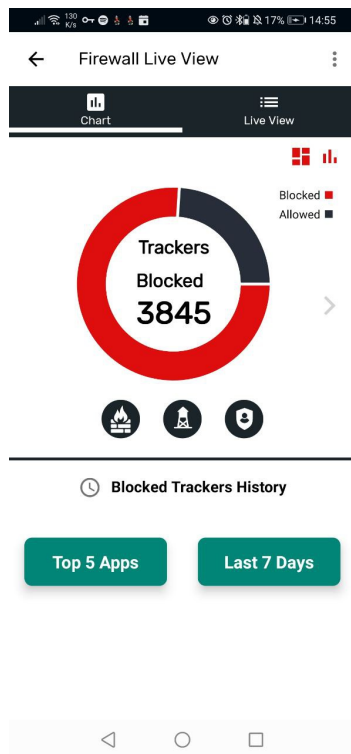 130 K/s 17% 14:55
Firewall Live View
Chart
Live View
Blocked
Allowed
Trackers
Blocked
3845
Blocked Trackers History
Top 5 Apps
Last 7 Days